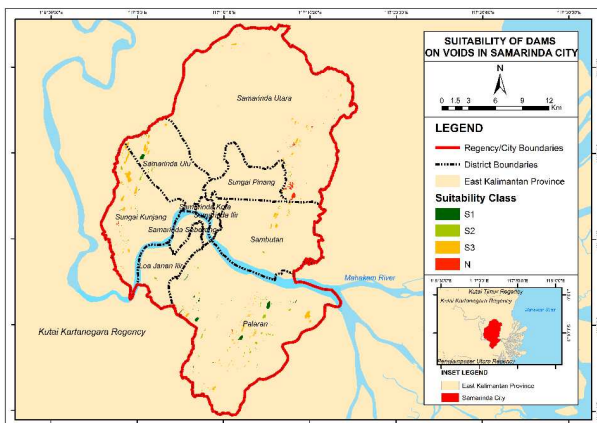 SUITABILITY OF DAMS
ON VOIDS IN SAMARINDA CITY
N
0 1.5 3 6 9 12
Km
LEGEND
Regency/City Boundaries
District Boundaries
East Kalimantan Province
Suitability Class
S1
S2
S3
N
Samarinda Utara
Samarinda Ulu
Sungai Pinang
Samarinda Kota
Samarinda Ilir
Sungai Kunjang
Samarinda Seberang
Sambutan
Loa Janan Ilir
Mahakam River
Palaran
Kutai Kartanegara Regency
Kutai Timur Regency
Kutai Kartanegara Regency
Penajam Paser Utara Regency
INSET LEGEND
East Kalimantan Province
Samarinda City